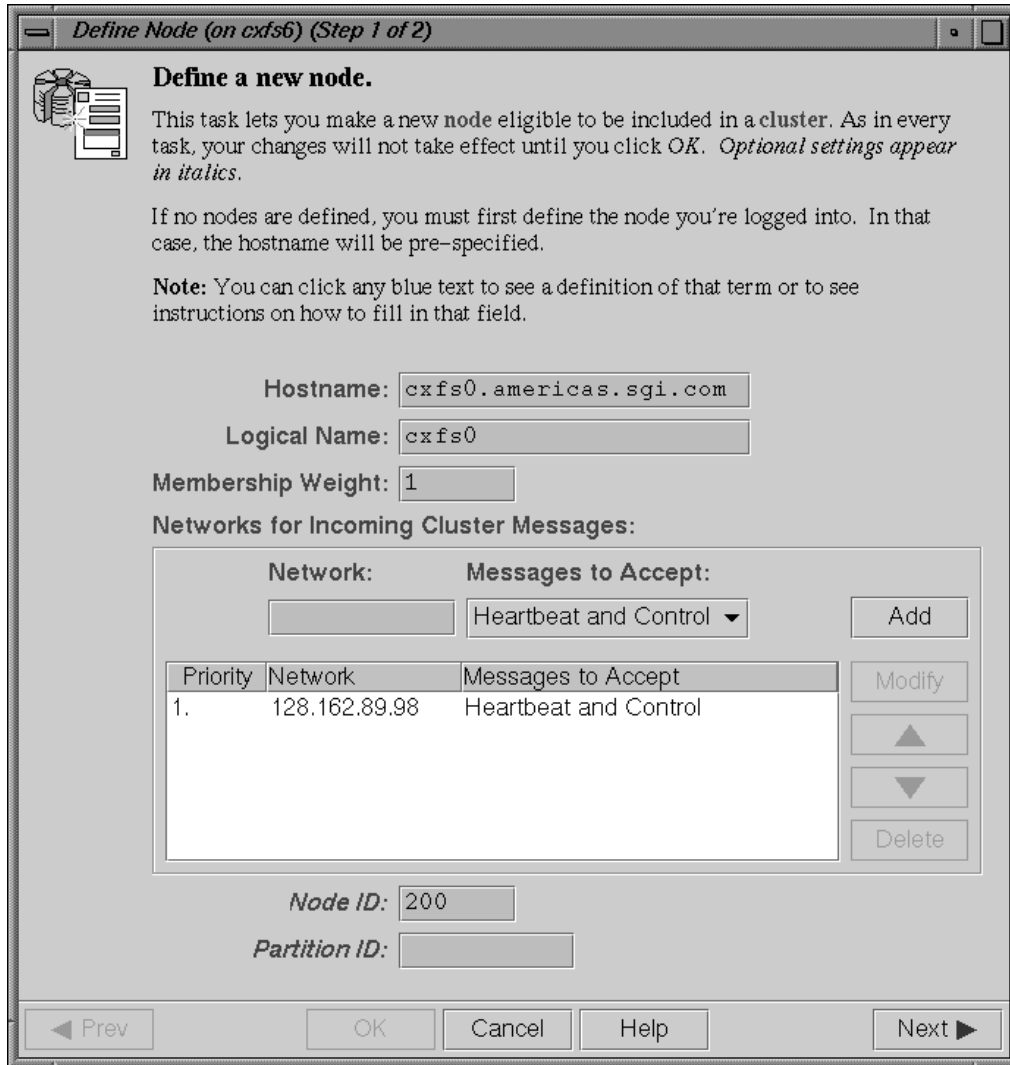 Define Node (on cxfs6) (Step 1 of 2)
Define a new node.
This task lets you make a new node eligible to be included in a cluster. As in every
task, your changes will not take effect until you click OK. Optional settings appear
in italics.
If no nodes are defined, you must first define the node you're logged into. In that
case, the hostname will be pre-specified.
Note: You can click any blue text to see a definition of that term or to see
instructions on how to fill in that field.
Hostname: cxfs0.americas.sgi.com
Logical Name: cxfs0
Membership Weight: 1
Networks for Incoming Cluster Messages:
Network: Messages to Accept:
Heartbeat and Control Add
Priority Network Messages to Accept Modify
1. 128.162.89.98 Heartbeat and Control
Delete
Node ID: 200
Partition ID:
Prev OK Cancel Help Next